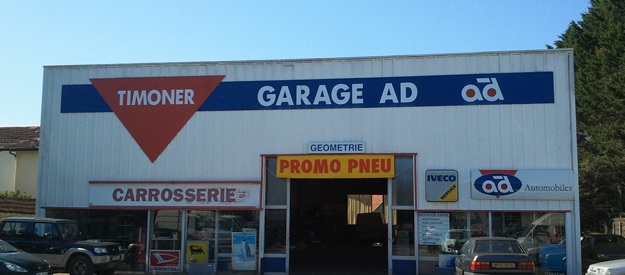 TIMONER GARAGE AD ad
GEOMETRIE
PROMO PNEU
CARROSSERIE
IVECO
ad Automobiles